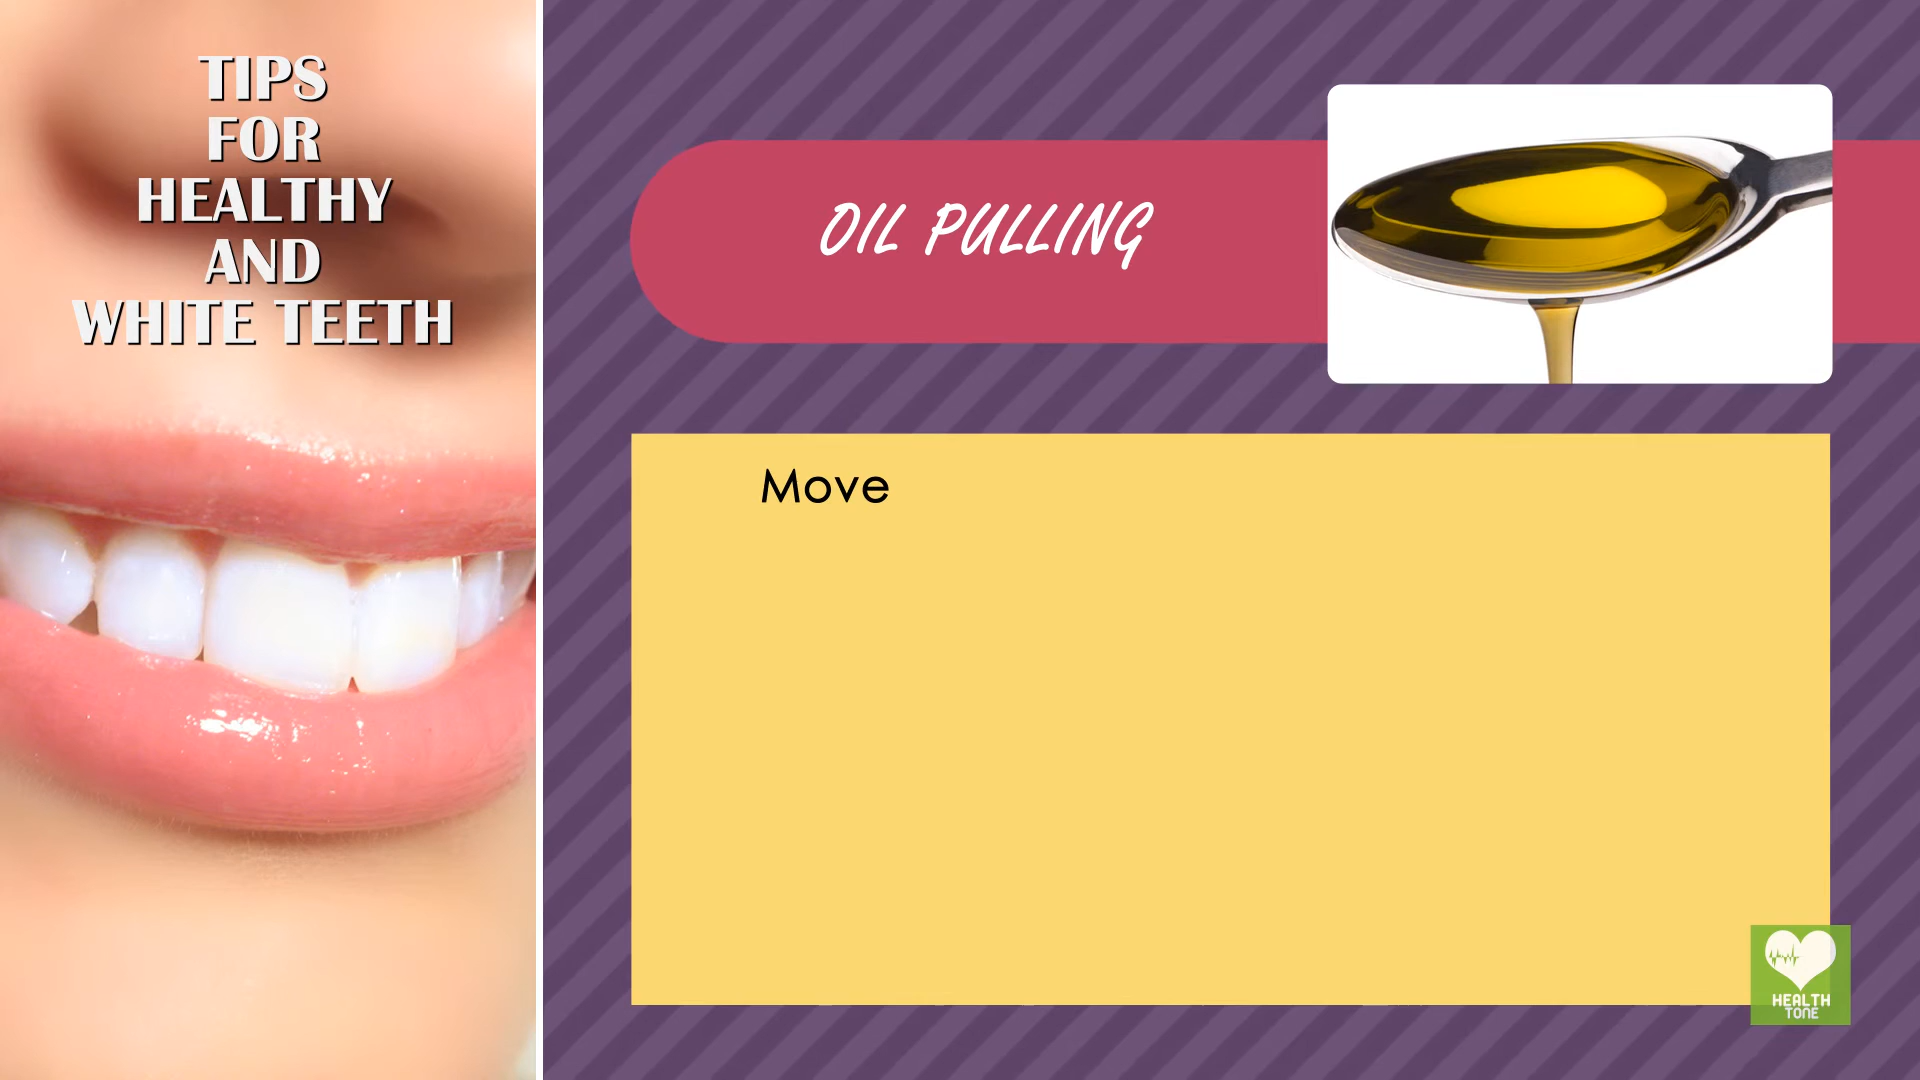 TIPS
FOR
HEALTHY
AND
WHITE TEETH
OIL PULLING
Move
HEALTH
TONE